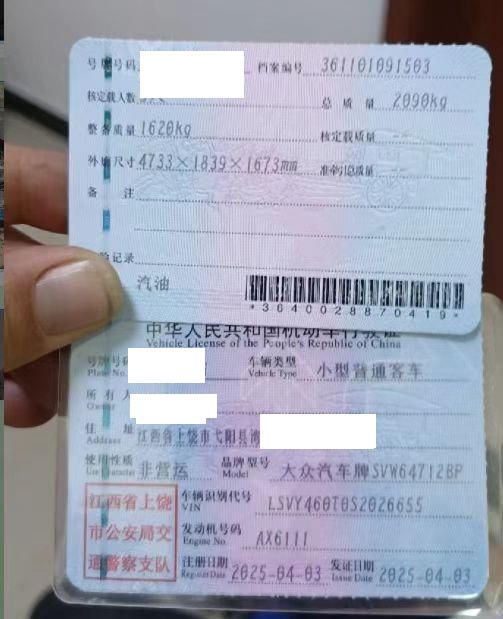 号牌号码 档案编号 361101091503
核定载人数 总质量 2090kg
整备质量 1620kg 核定载质量
外廓尺寸 4733×1839×1673mm 准牵引总质量
备注
检验记录
汽油
*3640028870419*
中华人民共和国机动车行驶证
Vehicle License of the People's Republic of China
号牌号码 车辆类型 小型普通客车
Plate No. Vehicle Type
所有人
Owner
住址 江西省上饶市弋阳县湾
Address
使用性质 非营运 品牌型号 大众汽车牌SVW64712BP
Use Character Model
江西省上饶
市公安局交
通警察支队
车辆识别代号 LSVY460T0S2026655
VIN
发动机号码 AX6111
Engine No.
注册日期 2025-04-03 发证日期 2025-04-03
Register Date Issue Date